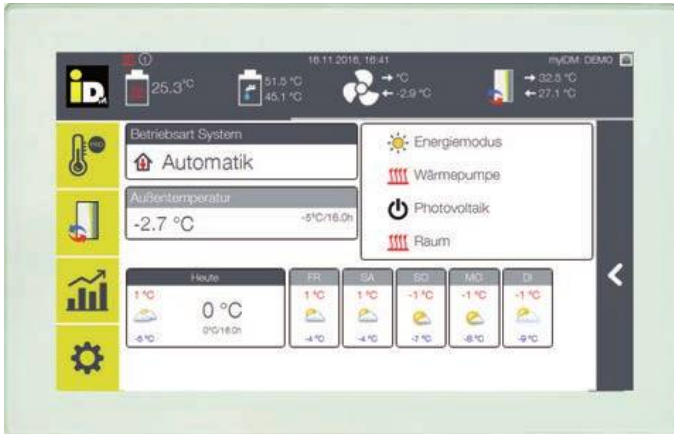 iD
16.11.2016, 16:41
myIDM: DEMO
25.3°C
51.5 °C
45.1 °C
°C
-2.9 °C
32.5 °C
27.1 °C
Betriebsart System
Automatik
Außentemperatur
-2.7 °C
-5°C/16.0h
Energiemodus
Wärmepumpe
Photovoltaik
Raum
Heute
1 °C
0 °C
0°C/16.0h
-5 °C
FR
1 °C
-4 °C
SA
1 °C
-4 °C
SO
-1 °C
-7 °C
MO
-1 °C
-8 °C
DI
-1 °C
-9 °C